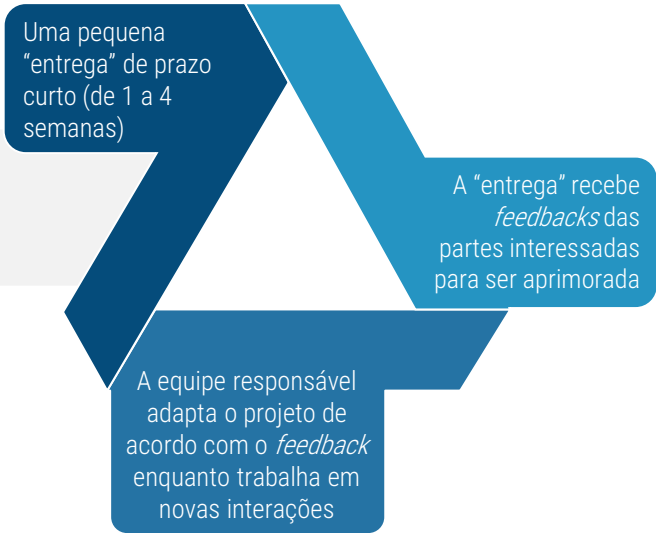 Uma pequena
“entrega” de prazo
curto (de 1 a 4
semanas)
A “entrega” recebe
feedbacks das
partes interessadas
para ser aprimorada
A equipe responsável
adapta o projeto de
acordo com o feedback
enquanto trabalha em
novas interações